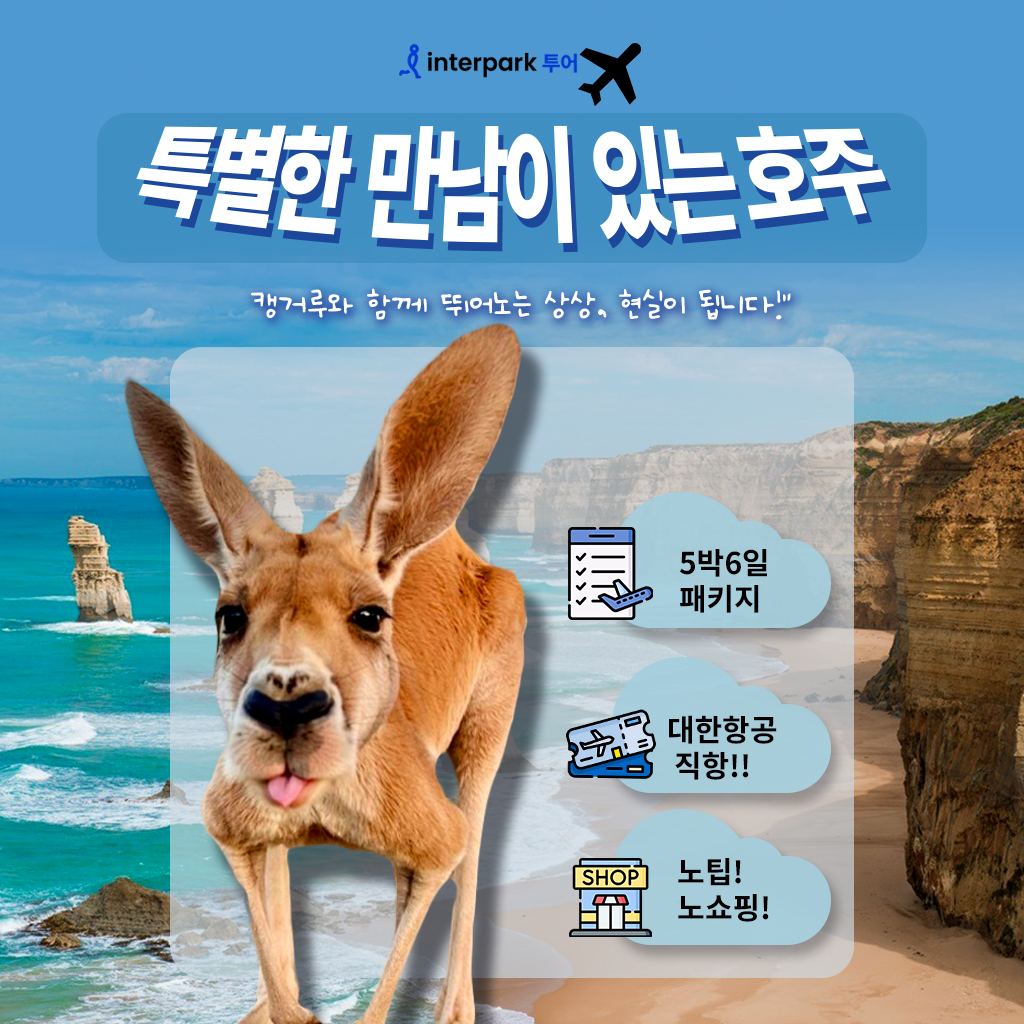 interpark 투어
특별한 만남이 있는 호주
캥거루와 함께 뛰어노는 상상, 현실이 됩니다!"
5박6일
패키지
대한항공
직항!!
SHOP
노팁!
노쇼핑!